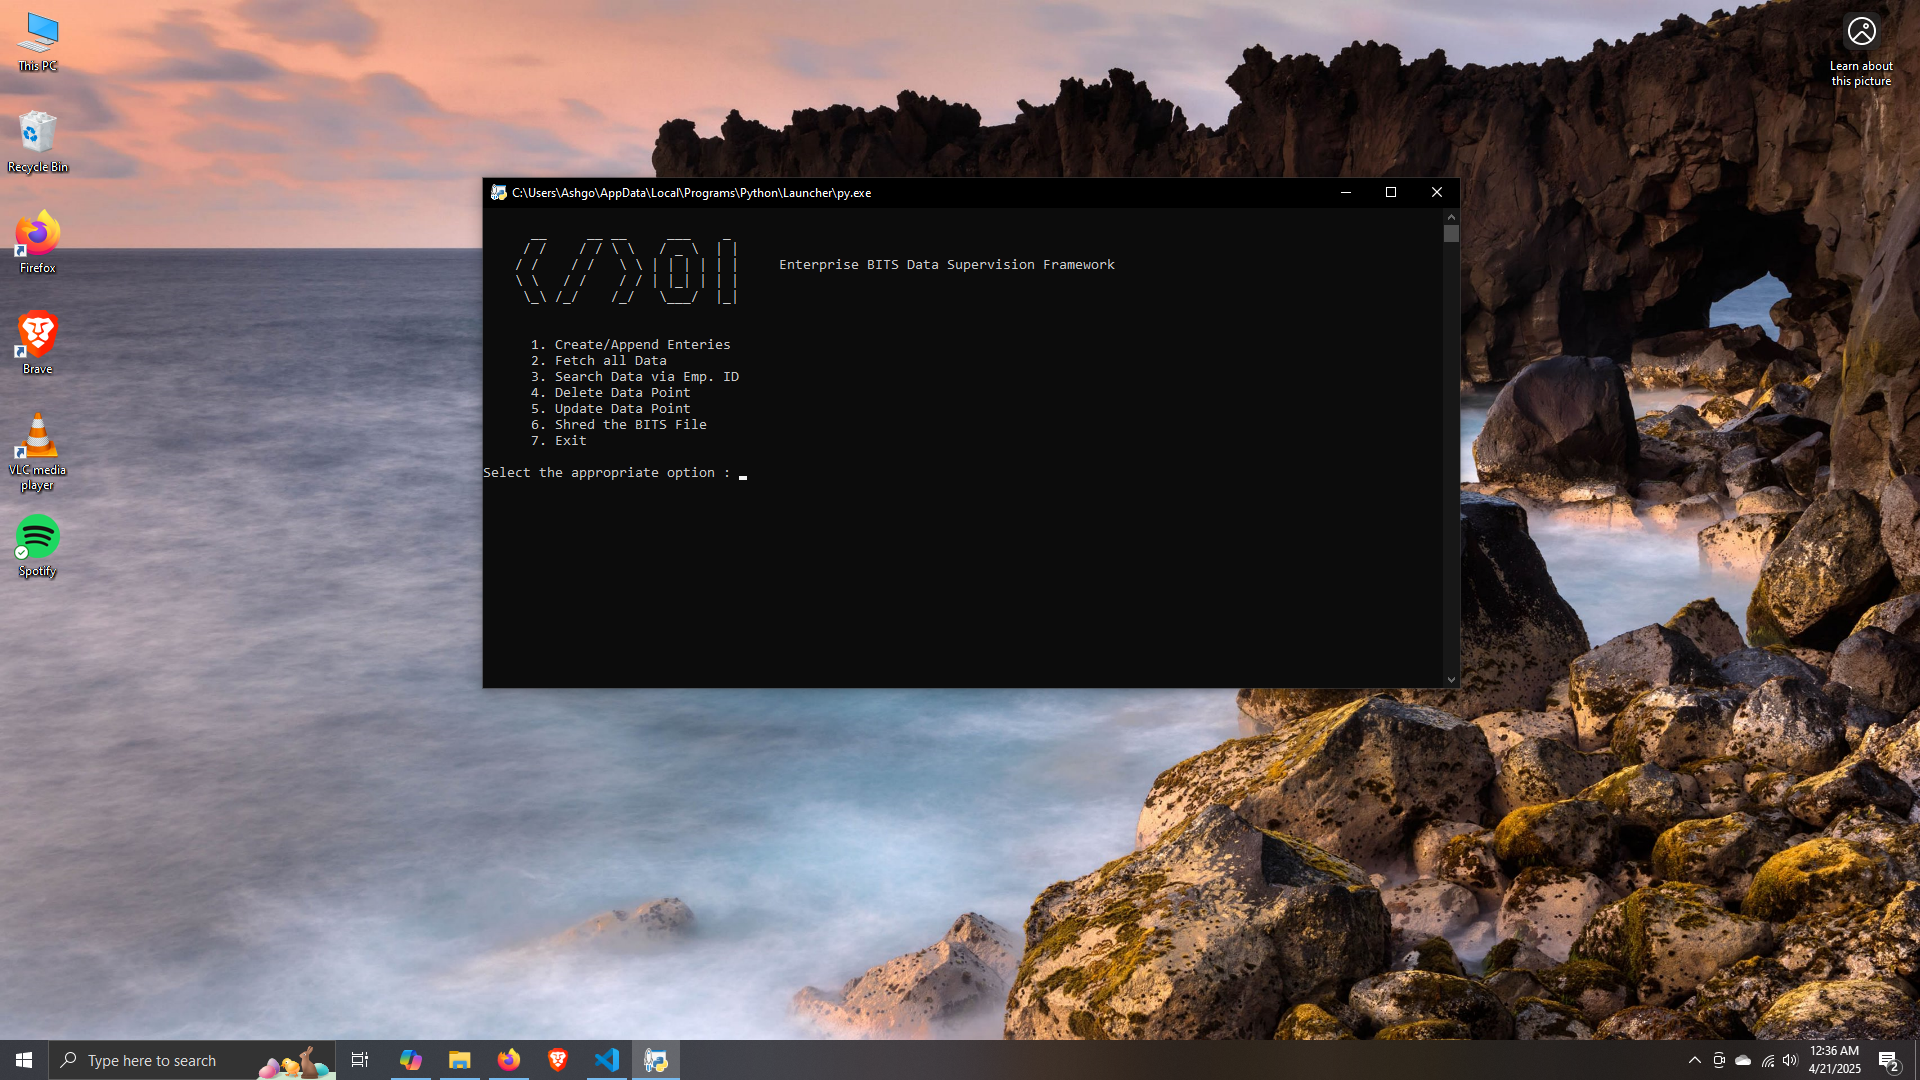 This PC
Recycle Bin
Firefox
Brave
VLC media
player
Spotify
Learn about
this picture
C:\Users\Ashgo\AppData\Local\Programs\Python\Launcher\py.exe
Enterprise BITS Data Supervision Framework
1. Create/Append Enteries
2. Fetch all Data
3. Search Data via Emp. ID
4. Delete Data Point
5. Update Data Point
6. Shred the BITS File
7. Exit
Select the appropriate option :
Type here to search
12:36 AM
4/21/2025
2